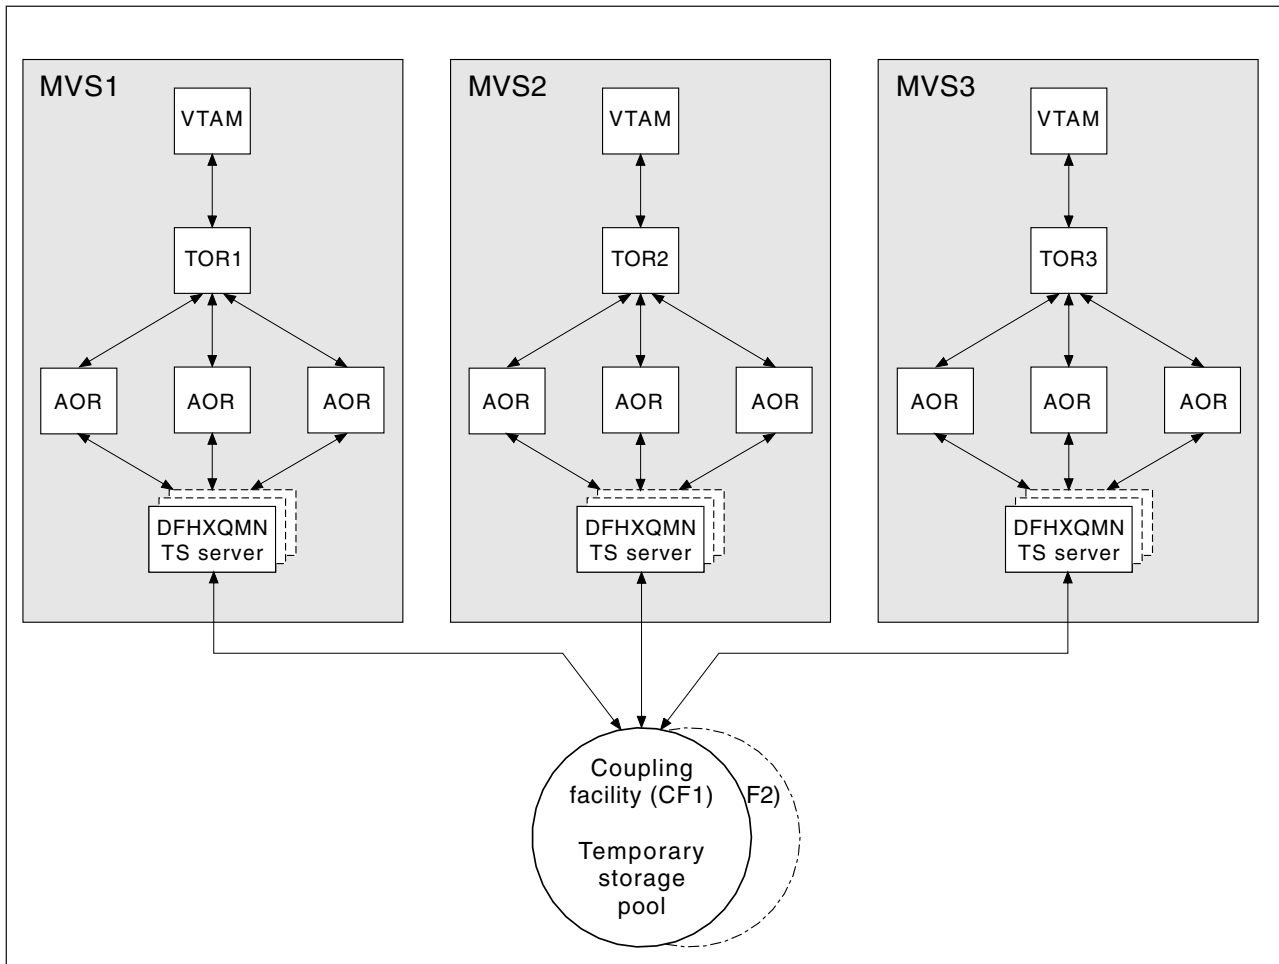 MVS1
VTAM
TOR1
AOR
AOR
AOR
DFHXQMN
TS server
MVS2
VTAM
TOR2
AOR
AOR
AOR
DFHXQMN
TS server
MVS3
VTAM
TOR3
AOR
AOR
AOR
DFHXQMN
TS server
Coupling
facility (CF1)
F2)
Temporary
storage
pool